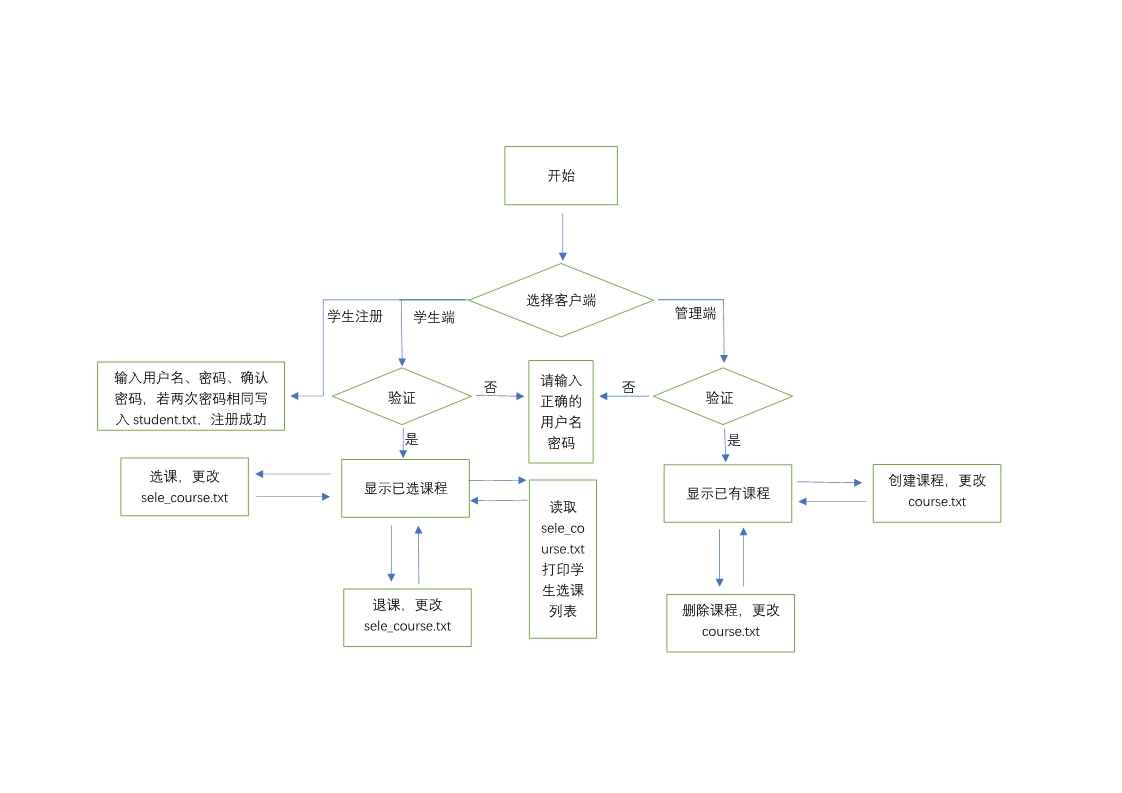 开始
选择客户端
学生注册
学生端
管理端
输入用户名、密码、确认
密码，若两次密码相同写
入 student.txt，注册成功
验证
否
请输入
正确的
用户名
密码
否
验证
是
是
选课，更改
sele_course.txt
显示已选课程
读取
sele_co
urse.txt
打印学
生选课
列表
显示已有课程
创建课程，更改
course.txt
退课，更改
sele_course.txt
删除课程，更改
course.txt